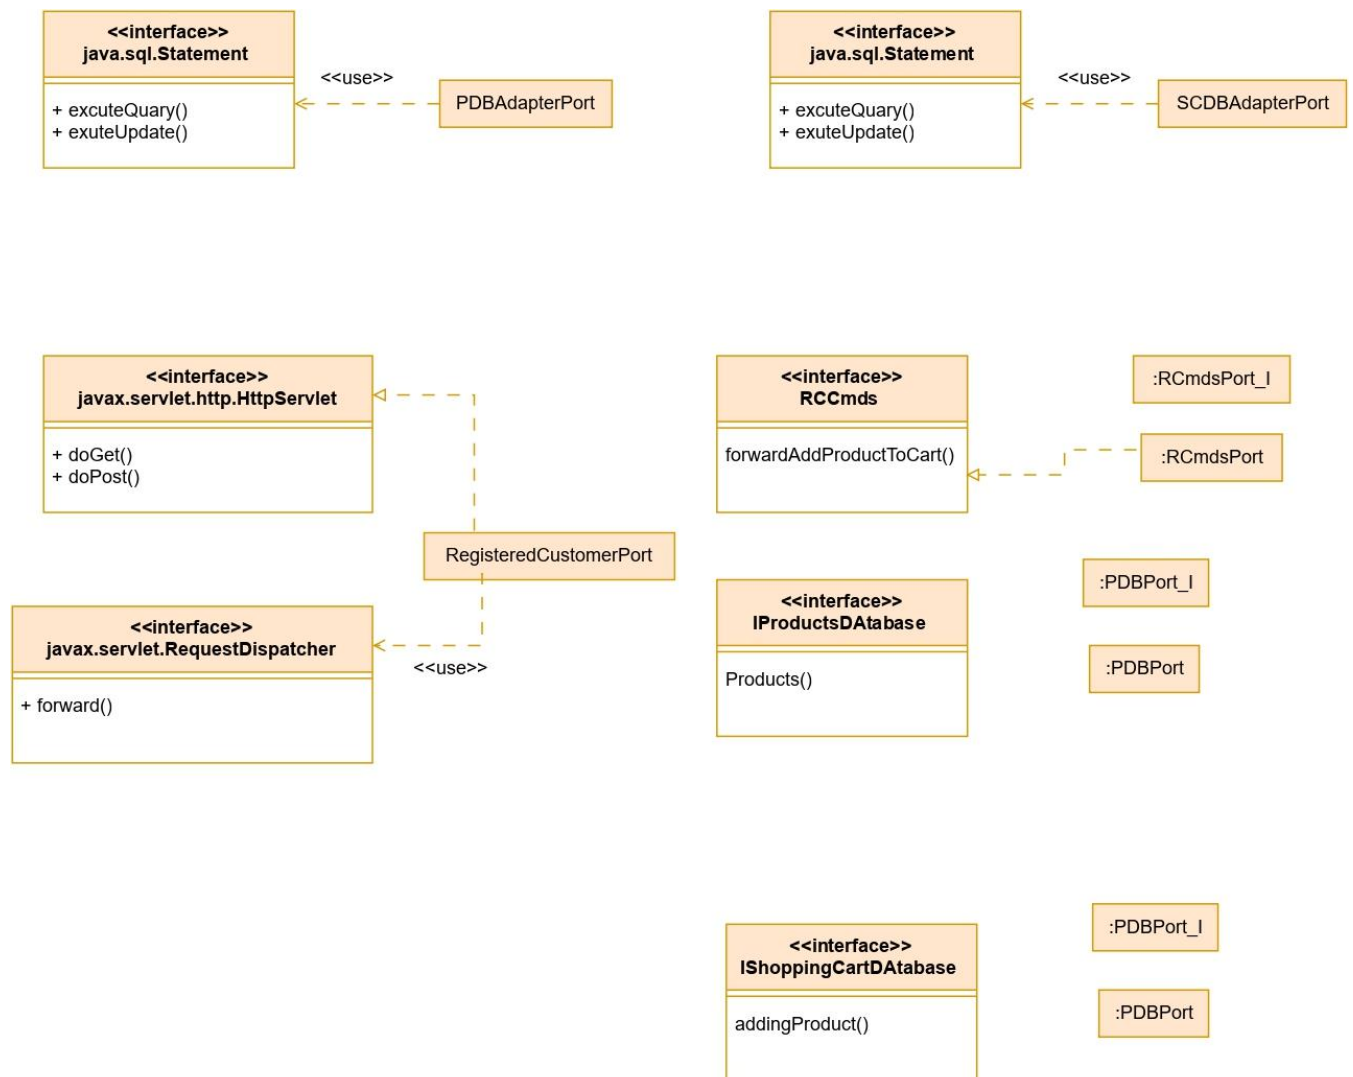 <<interface>>
java.sql.Statement
+ excuteQuary()
+ exuteUpdate()
<<use>>
PDBAdapterPort
<<interface>>
java.sql.Statement
+ excuteQuary()
+ exuteUpdate()
<<use>>
SCDBAdapterPort
<<interface>>
javax.servlet.http.HttpServlet
+ doGet()
+ doPost()
RegisteredCustomerPort
<<interface>>
javax.servlet.RequestDispatcher
+ forward()
<<use>>
<<interface>>
RCCmds
forwardAddProductToCart()
:RCmdsPort_I
:RCmdsPort
<<interface>>
IProductsDAtabase
Products()
:PDBPort_I
:PDBPort
<<interface>>
IShoppingCartDAtabase
addingProduct()
:PDBPort_I
:PDBPort